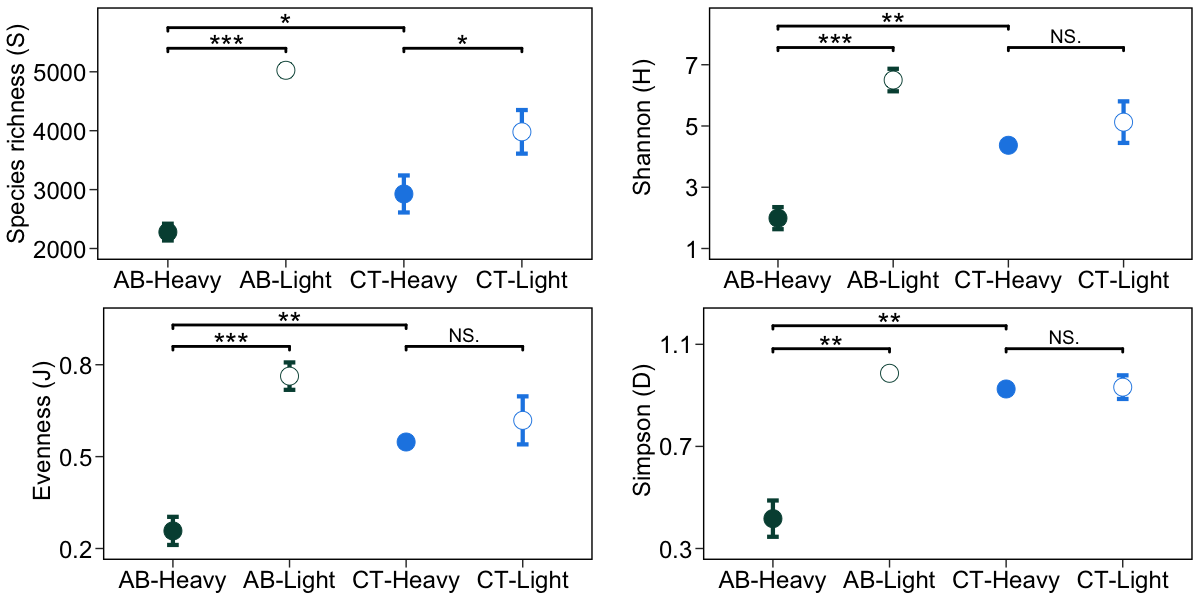 Species richness (S)
5000
4000
3000
2000
*
***
*
AB-Heavy AB-Light CT-Heavy CT-Light
Shannon (H)
7
5
3
1
**
***
NS.
AB-Heavy AB-Light CT-Heavy CT-Light
Evenness (J)
0.8
0.5
0.2
**
***
NS.
AB-Heavy AB-Light CT-Heavy CT-Light
Simpson (D)
1.1
0.7
0.3
**
**
NS.
AB-Heavy AB-Light CT-Heavy CT-Light